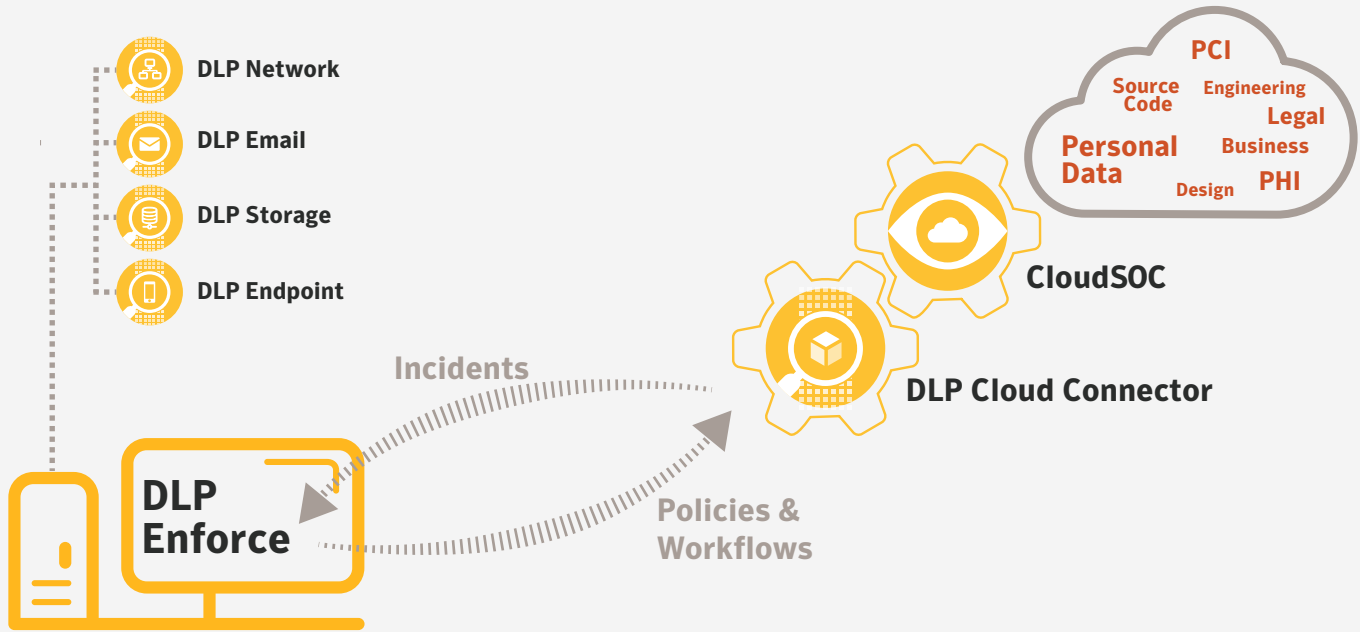 DLP Network
DLP Email
DLP Storage
DLP Endpoint
PCI
Source
Code
Engineering
Legal
Personal
Data
Business
Design
PHI
CloudSOC
DLP Cloud Connector
Incidents
DLP
Enforce
Policies &
Workflows